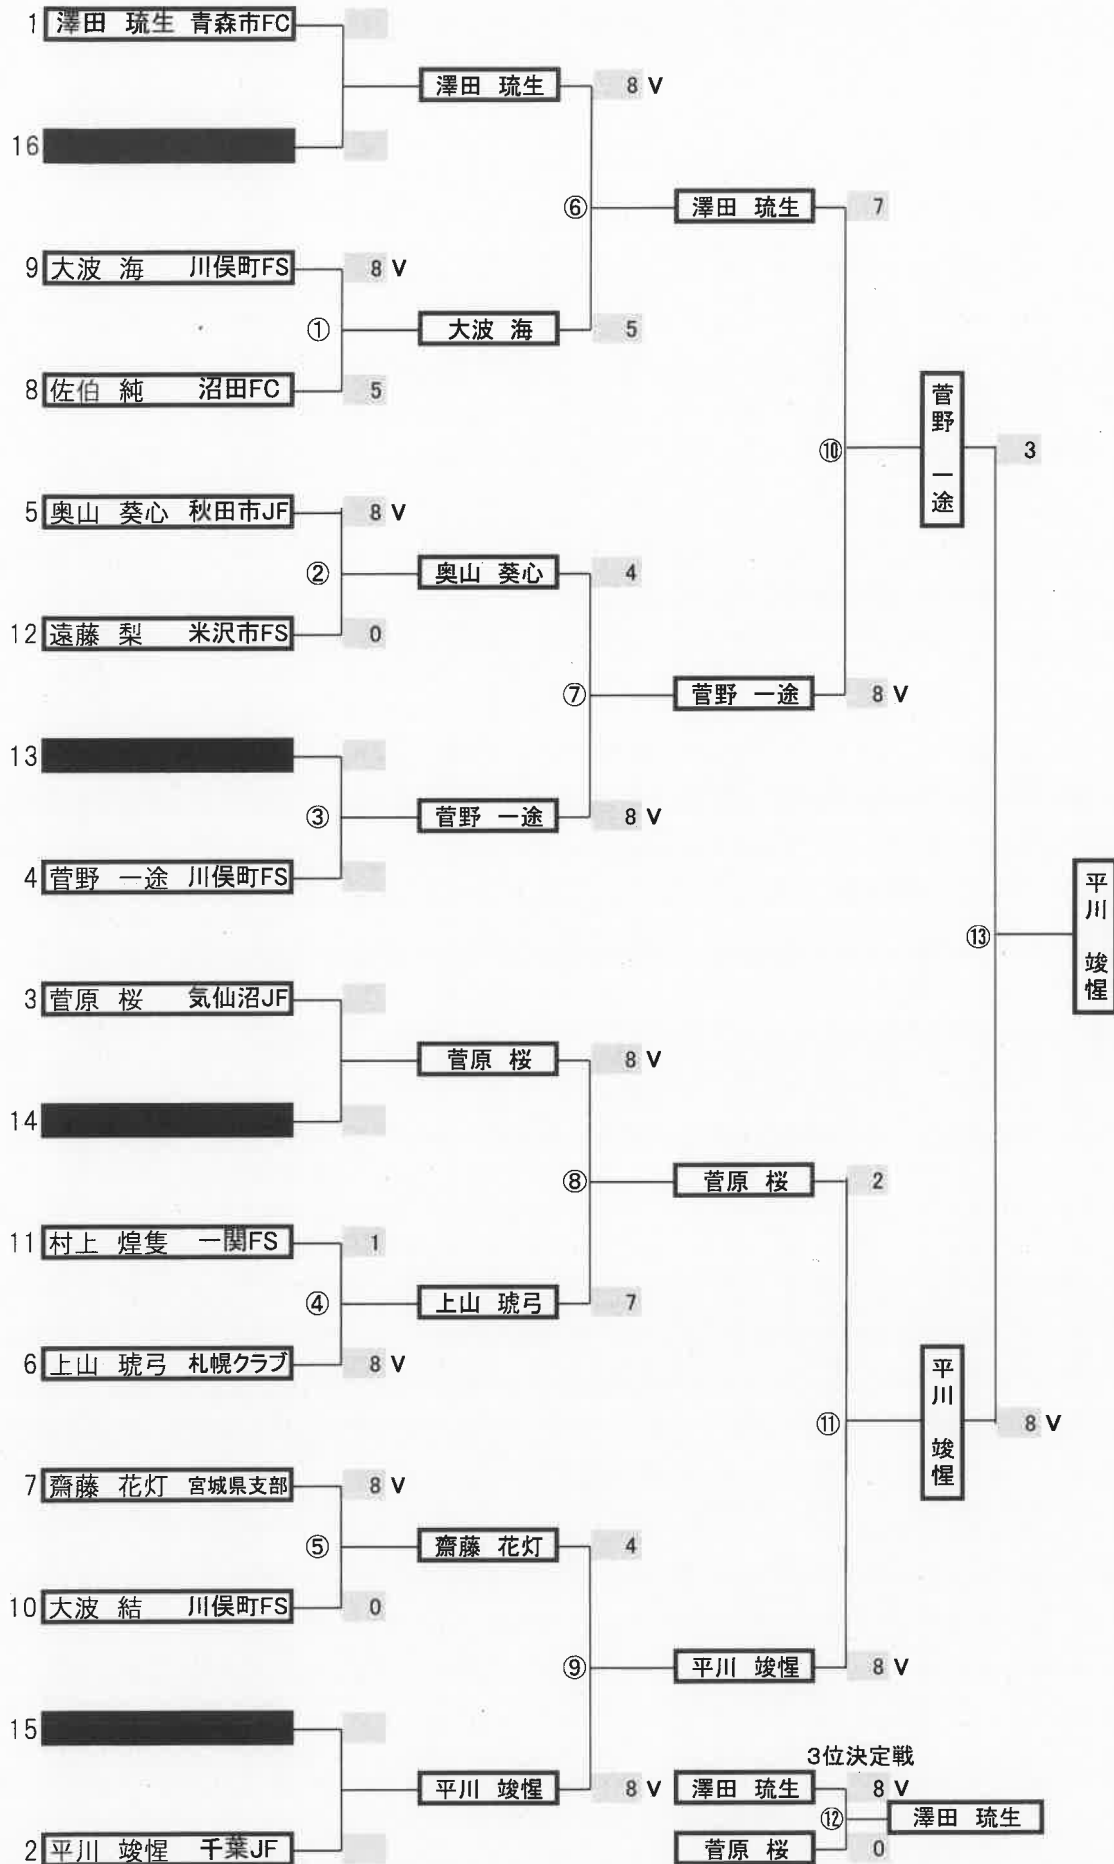 1 澤田 琉生 青森市FC
澤田 琉生 8 V
16
⑥ 澤田 琉生 7
9 大波 海 川俣町FS 8 V
① 大波 海 5
8 佐伯 純 沼田FC 5
菅野 一途 3
⑩
5 奥山 葵心 秋田市JF 8 V
② 奥山 葵心 4
12 遠藤 梨 米沢市FS 0
⑦ 菅野 一途 8 V
13
③ 菅野 一途 8 V
4 菅野 一途 川俣町FS
⑬ 平川 竣惺
3 菅原 桜 気仙沼JF
菅原 桜 8 V
14
⑧ 菅原 桜 2
11 村上 煌隻 一関FS 1
④ 上山 琥弓 7
6 上山 琥弓 札幌クラブ 8 V
⑪ 平川 竣惺 8 V
7 齋藤 花灯 宮城県支部 8 V
⑤ 齋藤 花灯 4
10 大波 結 川俣町FS 0
⑨ 平川 竣惺 8 V
15
平川 竣惺 8 V
2 平川 竣惺 千葉JF
3位決定戦
澤田 琉生 8 V
⑫ 澤田 琉生
菅原 桜 0